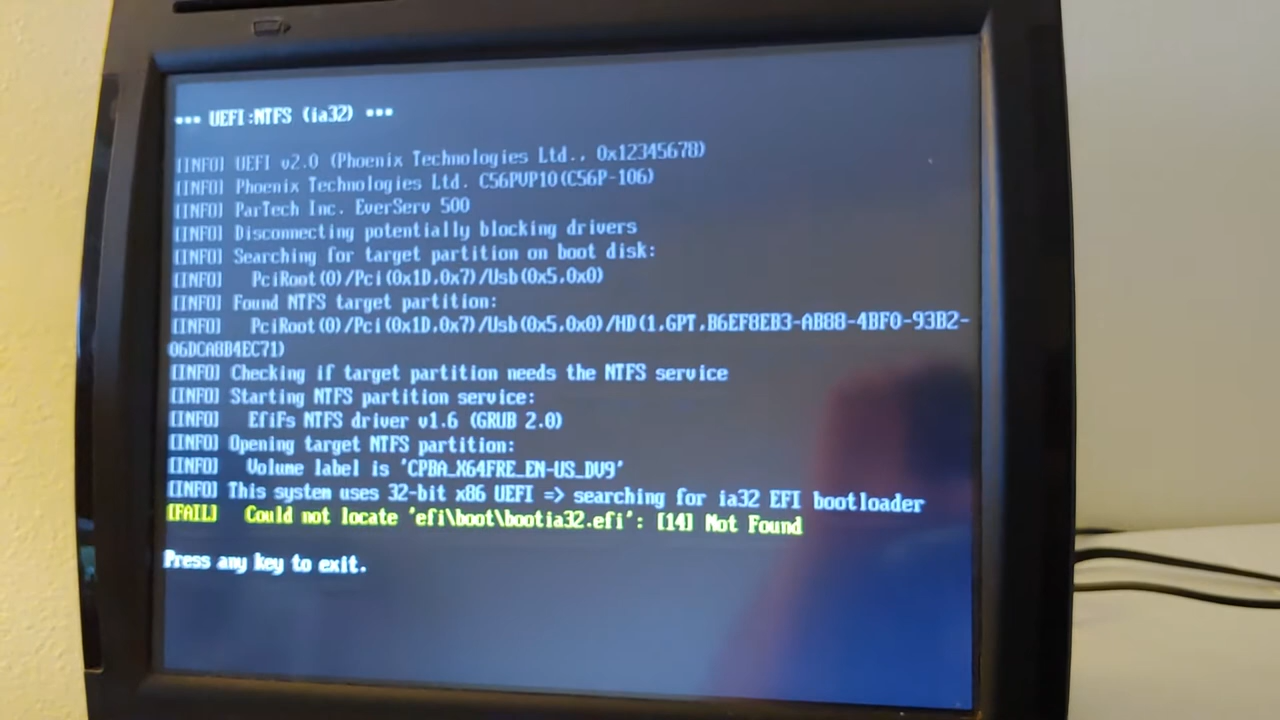 *** UEFI:NTFS (ia32) ***
[INFO] UEFI v2.0 (Phoenix Technologies Ltd., 0x12345678)
[INFO] Phoenix Technologies Ltd. C56PVP10(C56P-106)
[INFO] ParTech Inc. EverServ 500
[INFO] Disconnecting potentially blocking drivers
[INFO] Searching for target partition on boot disk:
[INFO]   PciRoot(0)/Pci(0x1D,0x7)/Usb(0x5,0x0)
[INFO] Found NTFS target partition:
[INFO]   PciRoot(0)/Pci(0x1D,0x7)/Usb(0x5,0x0)/HD(1,GPT,B6EF8EB3-AB88-4BF0-93B2-
06DCA8B4EC71)
[INFO] Checking if target partition needs the NTFS service
[INFO] Starting NTFS partition service:
[INFO]   EfiFs NTFS driver v1.6 (GRUB 2.0)
[INFO] Opening target NTFS partition:
[INFO]   Volume label is 'CPBA_X64FRE_EN-US_DV9'
[INFO] This system uses 32-bit x86 UEFI => searching for ia32 EFI bootloader
[FAIL]   Could not locate 'efi\boot\bootia32.efi': [14] Not Found
Press any key to exit.